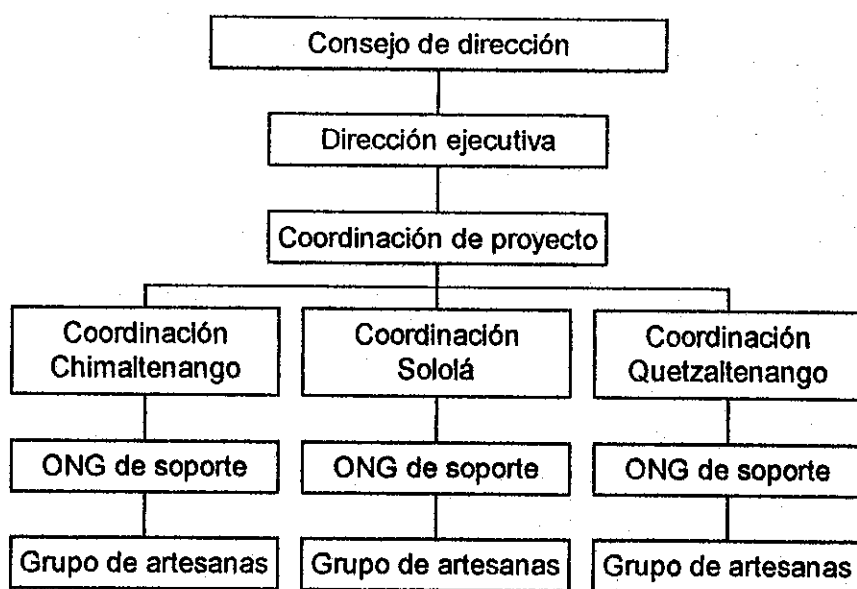 Consejo de dirección
Dirección ejecutiva
Coordinación de proyecto
Coordinación
Chimaltenango
Coordinación
Sololá
Coordinación
Quetzaltenango
ONG de soporte
ONG de soporte
ONG de soporte
Grupo de artesanas
Grupo de artesanas
Grupo de artesanas